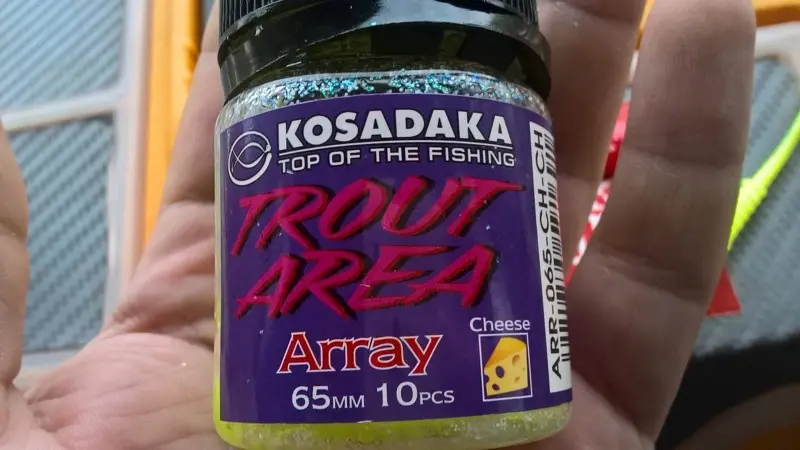 KOSADAKA
TOP OF THE FISHING
TROUT
AREA
Array
Cheese
65MM 10PCS
ARR-065-CH-CH